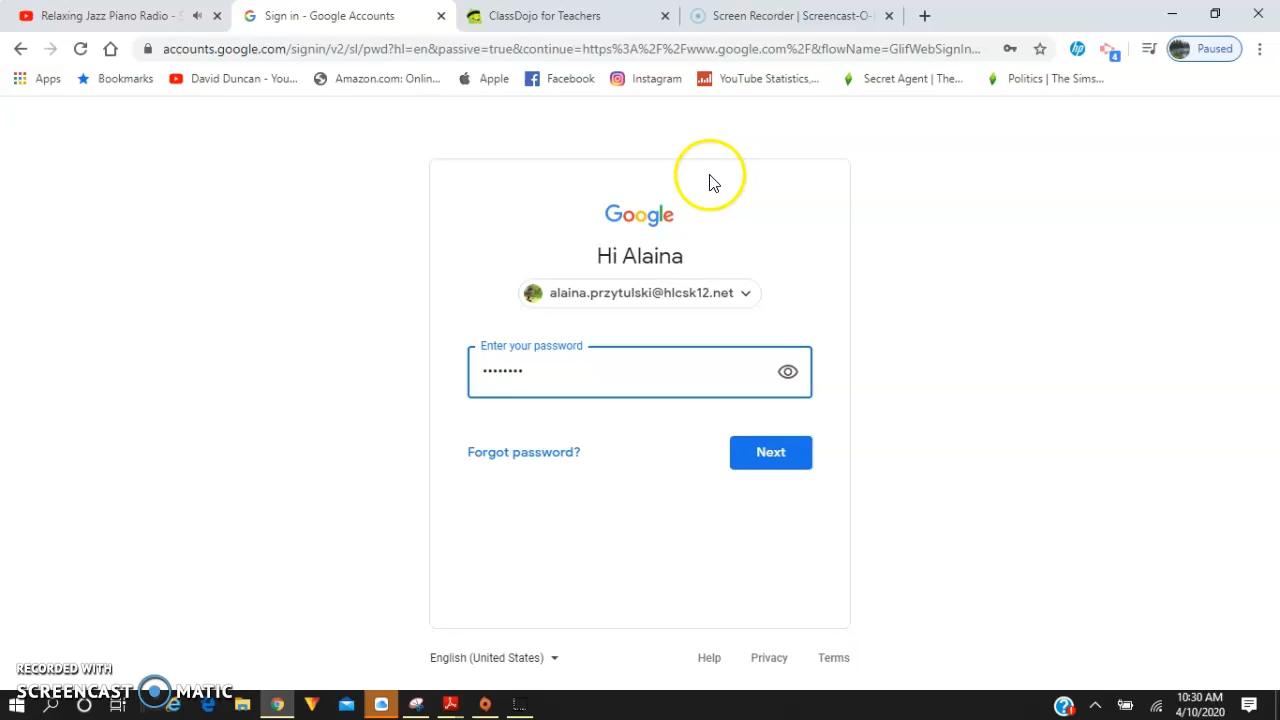 Relaxing Jazz Piano Radio - S
Sign in - Google Accounts
ClassDojo for Teachers
Screen Recorder | Screencast-O-
accounts.google.com/signin/v2/sl/pwd?hl=en&passive=true&continue=https%3A%2F%2Fwww.google.com%2F&flowName=GlifWebSignIn...
4
Paused
Apps
Bookmarks
David Duncan - You...
Amazon.com: Onlin...
Apple
Facebook
Instagram
YouTube Statistics,...
Secret Agent | The...
Politics | The Sims...
Google
Hi Alaina
alaina.przytulski@hlcsk12.net
Enter your password
••••••••
Forgot password?
Next
English (United States)
Help
Privacy
Terms
RECORDED WITH
SCREENCAST MATIC
10:30 AM
4/10/2020